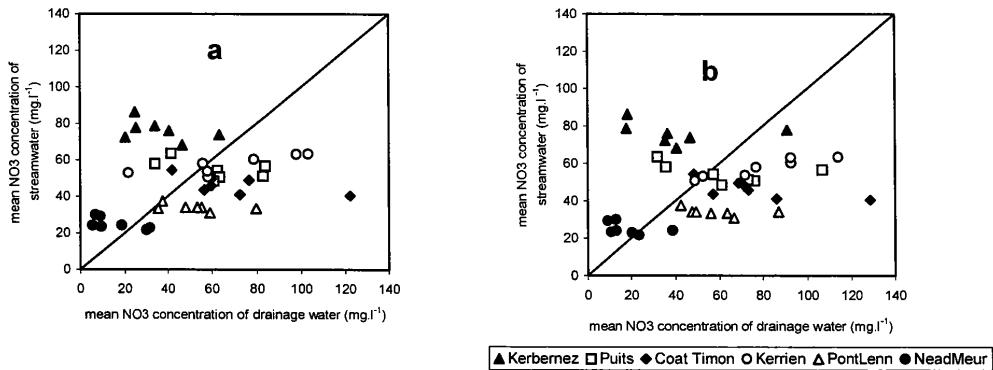 a
mean NO3 concentration of
streamwater (mg.l-1)
140
120
100
80
60
40
20
0
0 20 40 60 80 100 120 140
mean NO3 concentration of drainage water (mg.l-1)
b
mean NO3 concentration of
streamwater (mg.l-1)
140
120
100
80
60
40
20
0
0 20 40 60 80 100 120 140
mean NO3 concentration of drainage water (mg.l-1)
Kerbernez Puits Coat Timon Kerrien PontLenn NeadMeur